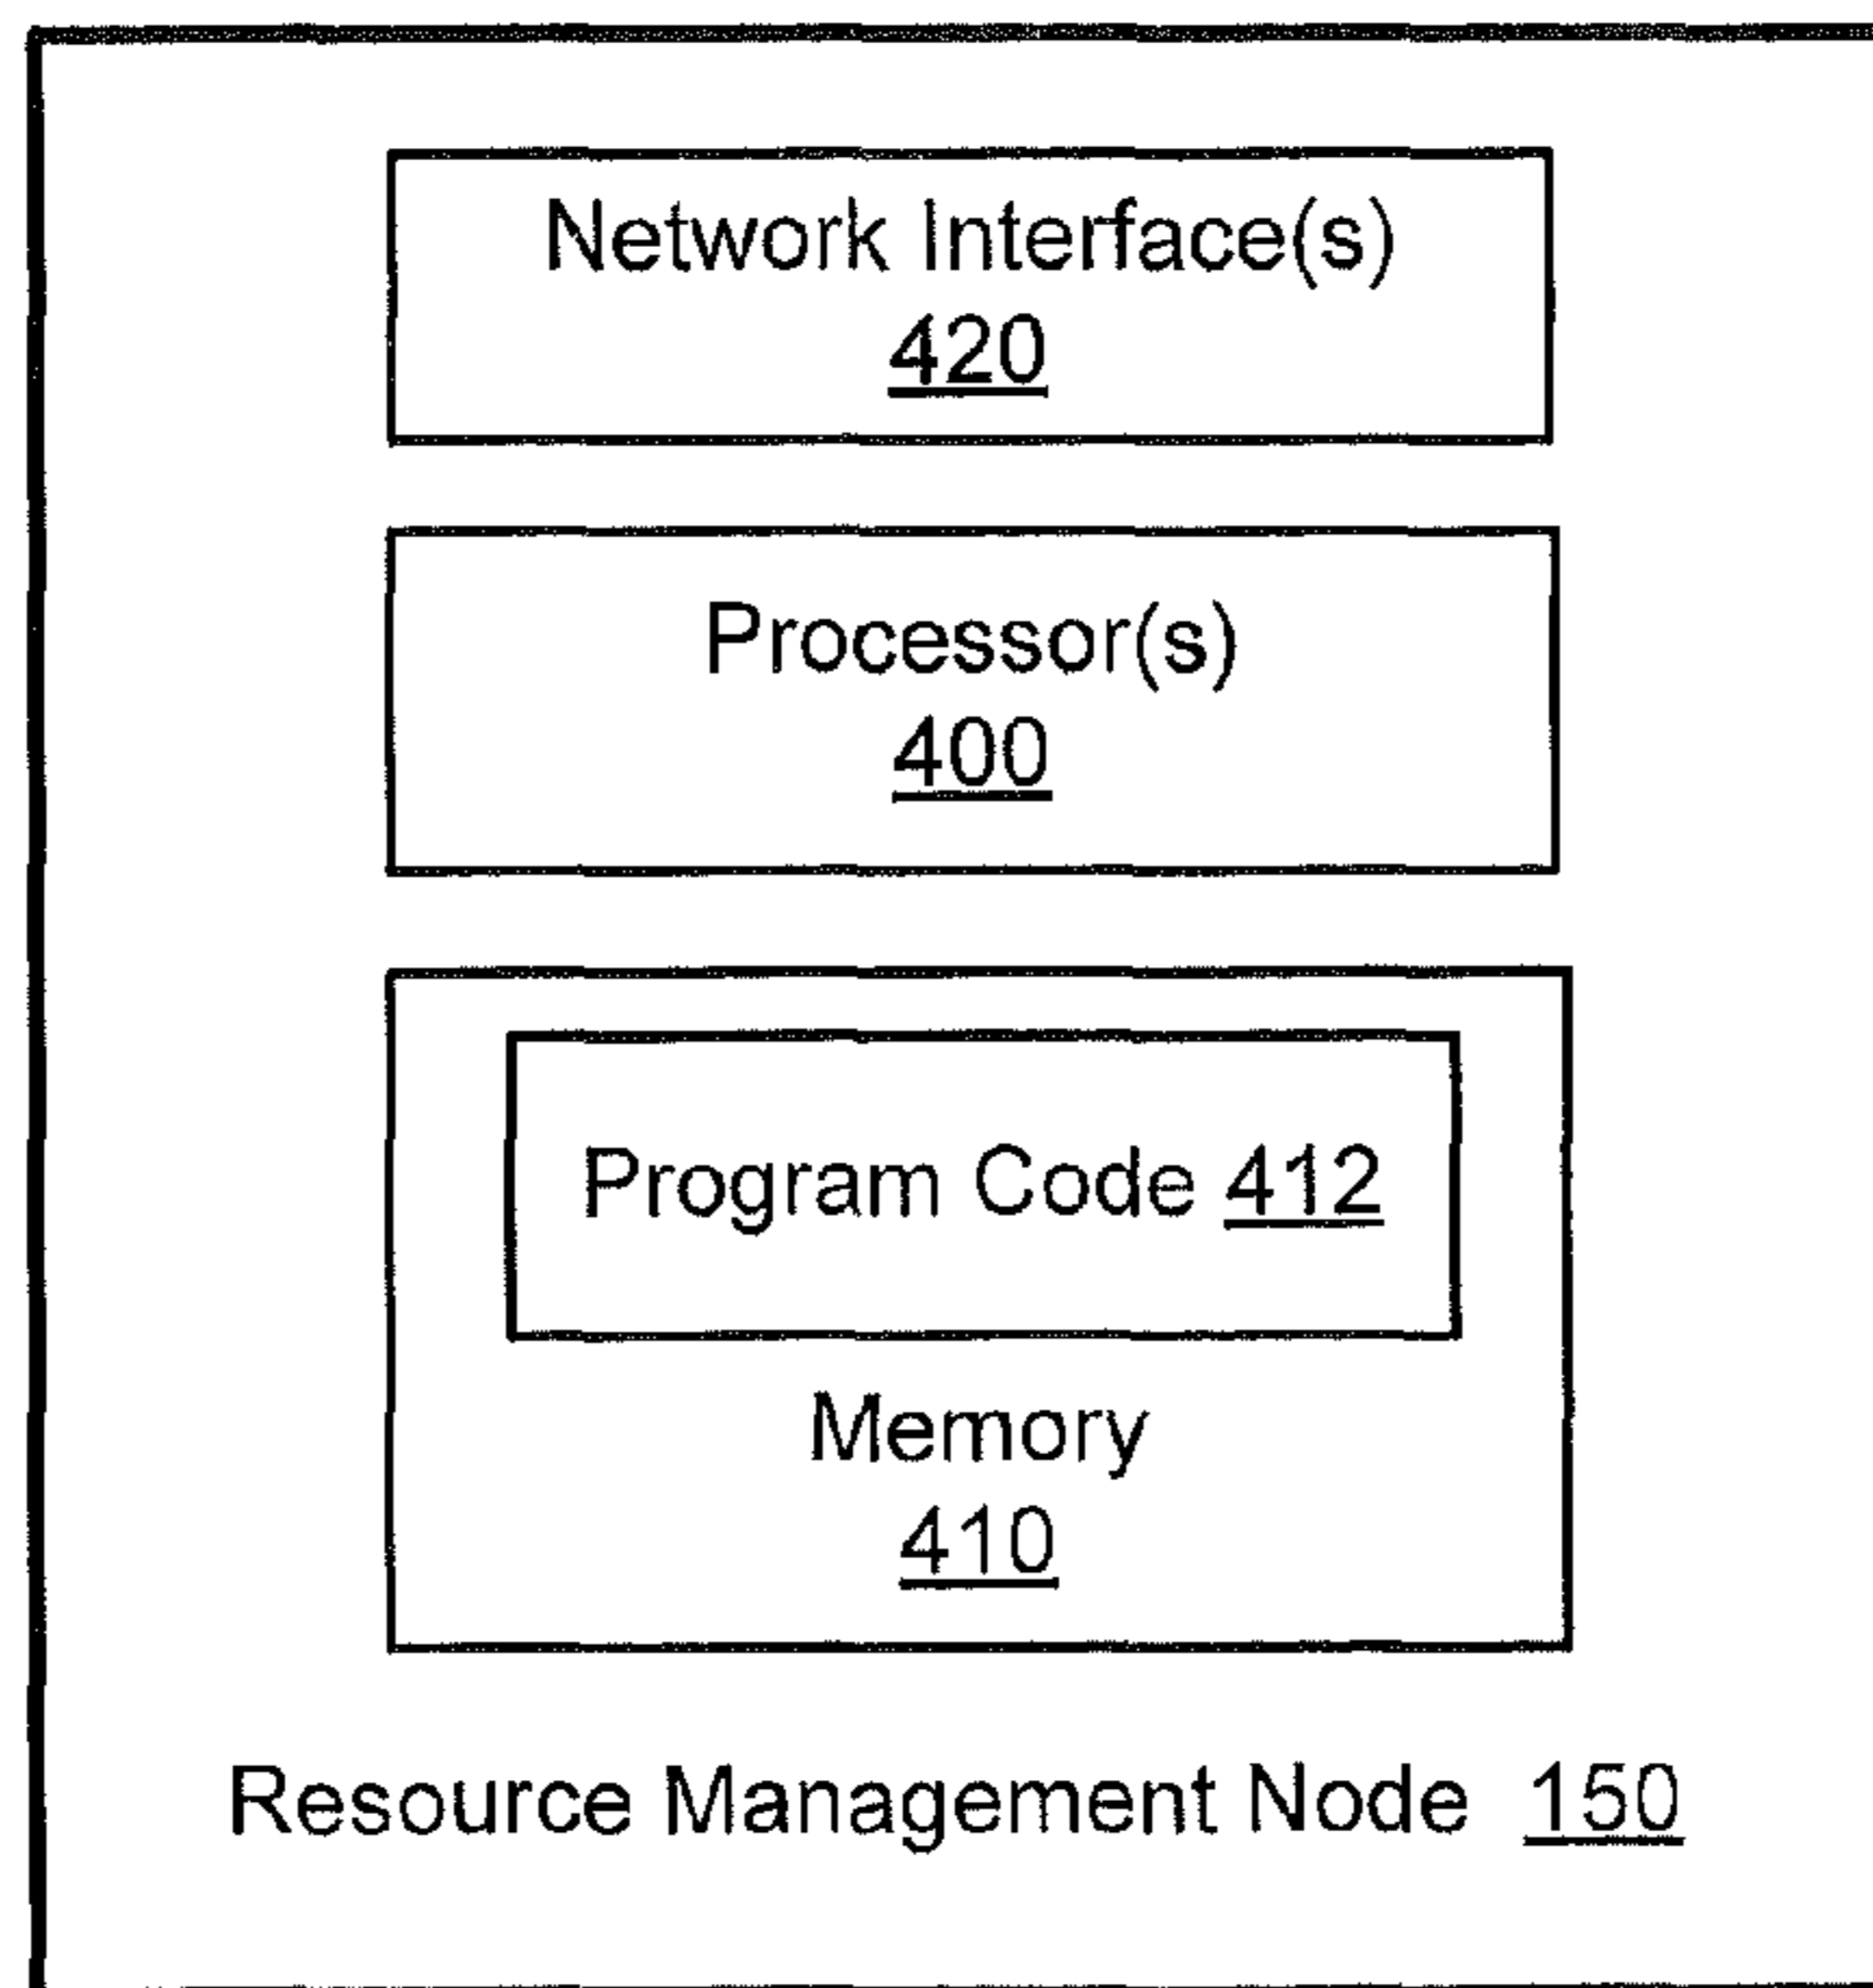 Network Interface(s)
420
Processor(s)
400
Program Code 412
Memory
410
Resource Management Node 150